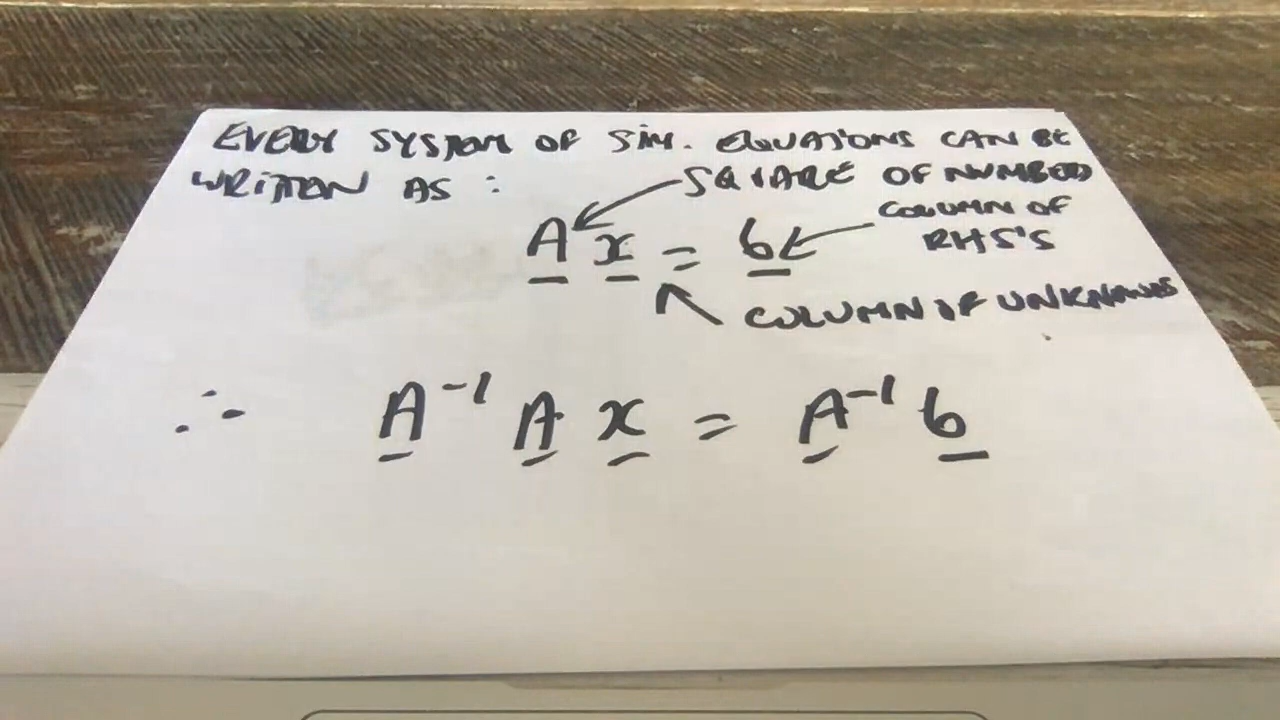 EVERY SYSTEM OF SIM. EQUATIONS CAN BE
WRITTEN AS :
SQUARE OF NUMBERS
A x = b
COLUMN OF
RHS'S
COLUMN OF UNKNOWNS
∴ A⁻¹ A x = A⁻¹ b